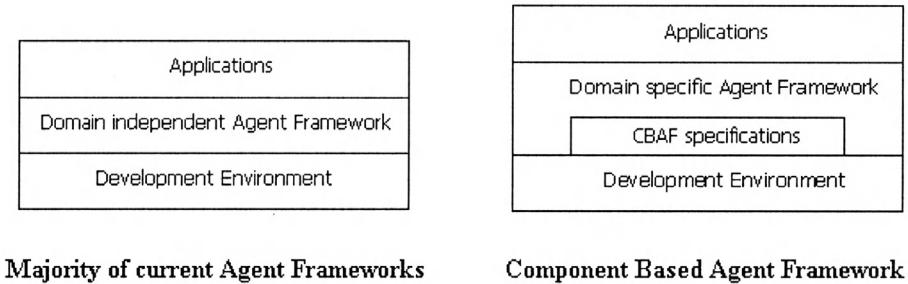 Applications
Domain independent Agent Framework
Development Environment
Majority of current Agent Frameworks
Applications
Domain specific Agent Framework
CBAF specifications
Development Environment
Component Based Agent Framework